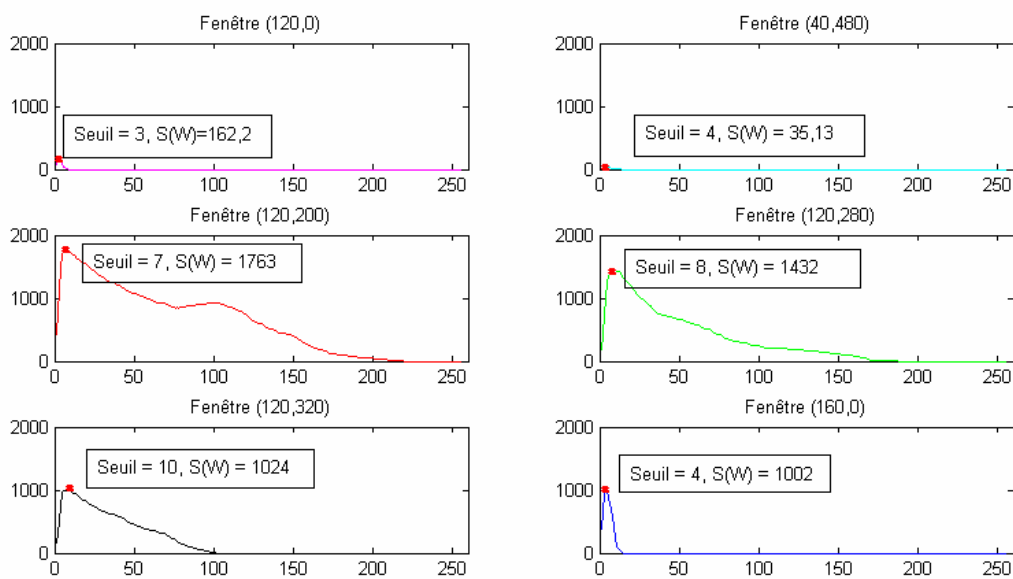 Fenêtre (120,0)
2000
1000
0
Seuil = 3, S(W)=162,2
0 50 100 150 200 250
Fenêtre (40,480)
2000
1000
0
Seuil = 4, S(W) = 35,13
0 50 100 150 200 250
Fenêtre (120,200)
2000
1000
0
Seuil = 7, S(W) = 1763
0 50 100 150 200 250
Fenêtre (120,280)
2000
1000
0
Seuil = 8, S(W) = 1432
0 50 100 150 200 250
Fenêtre (120,320)
2000
1000
0
Seuil = 10, S(W) = 1024
0 50 100 150 200 250
Fenêtre (160,0)
2000
1000
0
Seuil = 4, S(W) = 1002
0 50 100 150 200 250